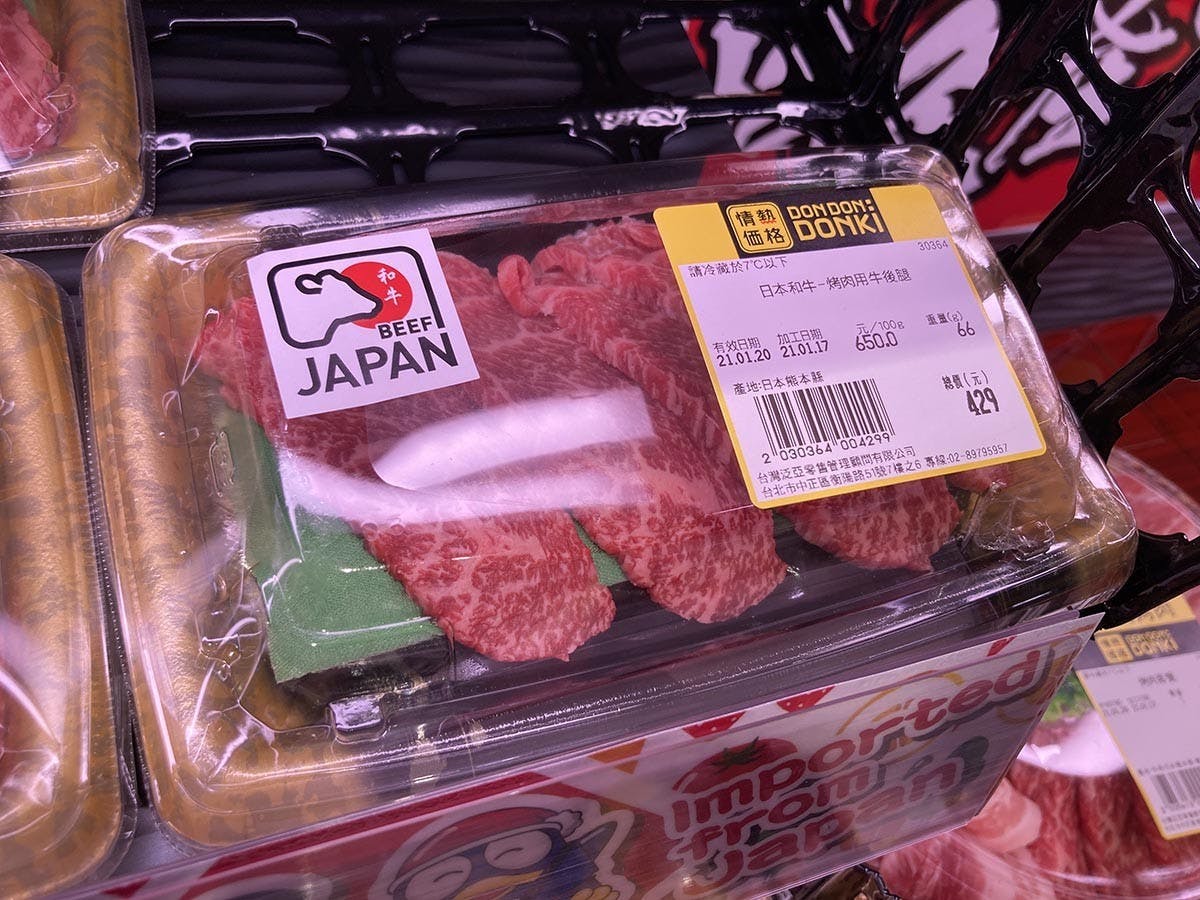 和牛
BEEF
JAPAN
情熱
価格
DON DON:
DONKI
30364
請冷藏於7℃以下
日本和牛-烤肉用牛後腿
有效日期 加工日期 元/100g 重量(g)
21.01.20 21.01.17 650.0 66
產地:日本熊本縣
總價(元)
429
2 030364 004299
台灣泛亞零售管理顧問有限公司
台北市中正區衡陽路51號7樓之6 專線:02-89795957
Imported
from
Japan
DON DON:
DONKI